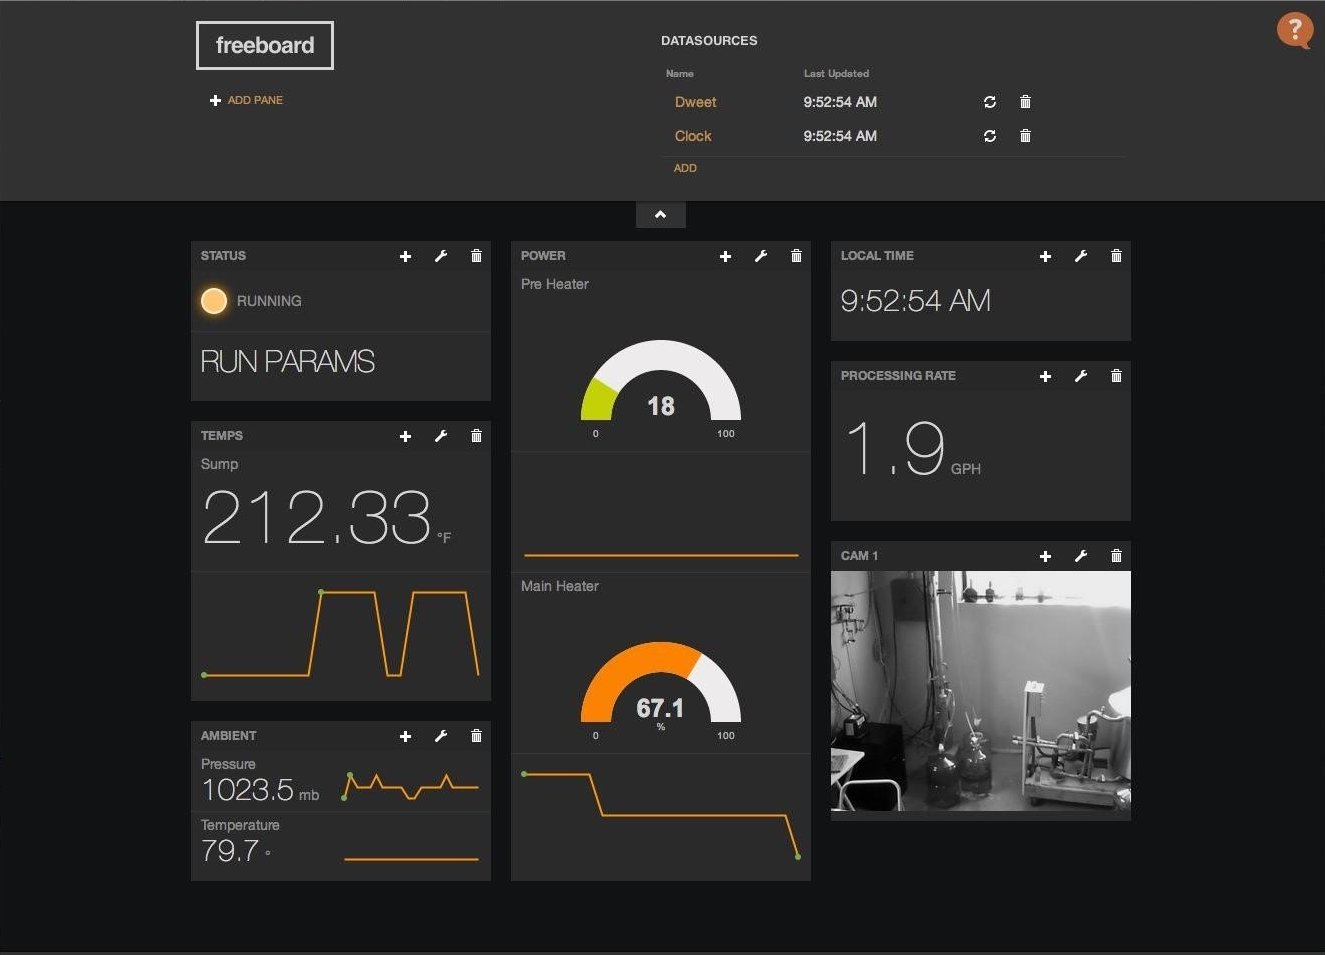 freeboard
ADD PANE
DATASOURCES
Name Last Updated
Dweet 9:52:54 AM
Clock 9:52:54 AM
ADD
?
STATUS
RUNNING
RUN PARAMS
TEMPS
Sump
212.33 °F
AMBIENT
Pressure
1023.5 mb
Temperature
79.7 °
POWER
Pre Heater
18
0 100
Main Heater
67.1
%
0 100
LOCAL TIME
9:52:54 AM
PROCESSING RATE
1.9 GPH
CAM 1